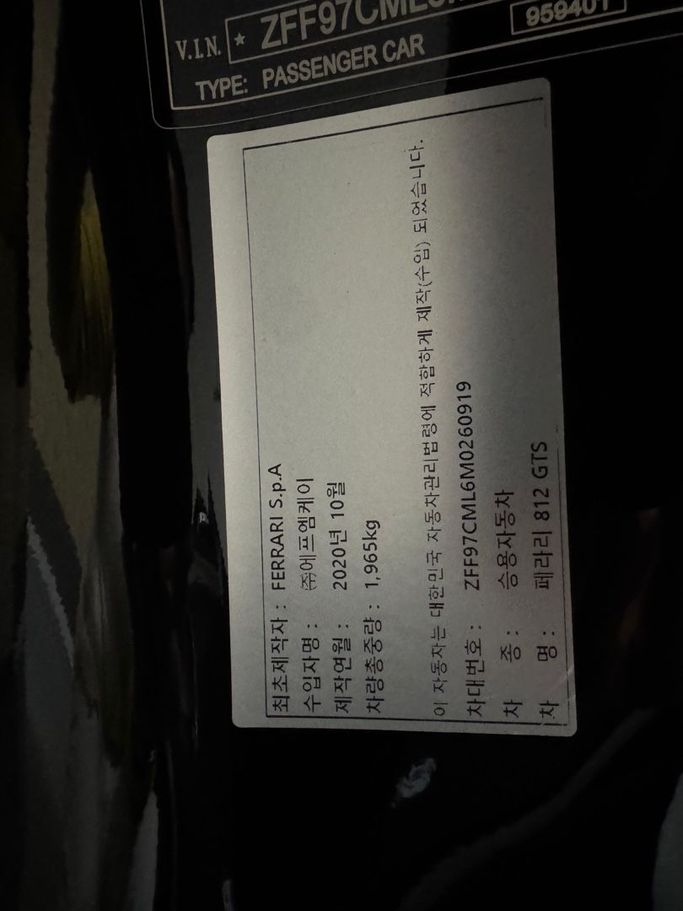 V.I.N. ★ ZFF97CML
959401
TYPE: PASSENGER CAR
최초제작자 : FERRARI S.p.A
수입자명 : ㈜에프엠케이
제작연월 : 2020년 10월
차량총중량 : 1,965kg
이 자동차는 대한민국 자동차관리법령에 적합하게 제작(수입) 되었습니다.
차대번호 : ZFF97CML6M0260919
차 종 : 승용자동차
차 명 : 페라리 812 GTS